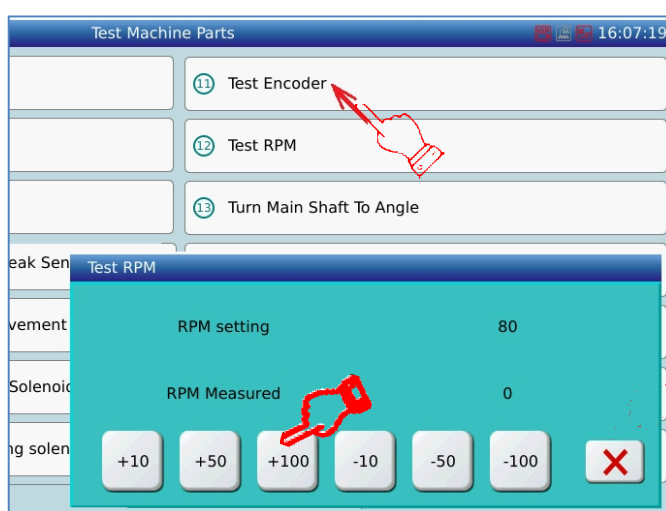 Test Machine Parts
16:07:19
11 Test Encoder
12 Test RPM
13 Turn Main Shaft To Angle
eak Sen
vement
Solenoid
ng solen
Test RPM
RPM setting 80
RPM Measured 0
+10 +50 +100 -10 -50 -100